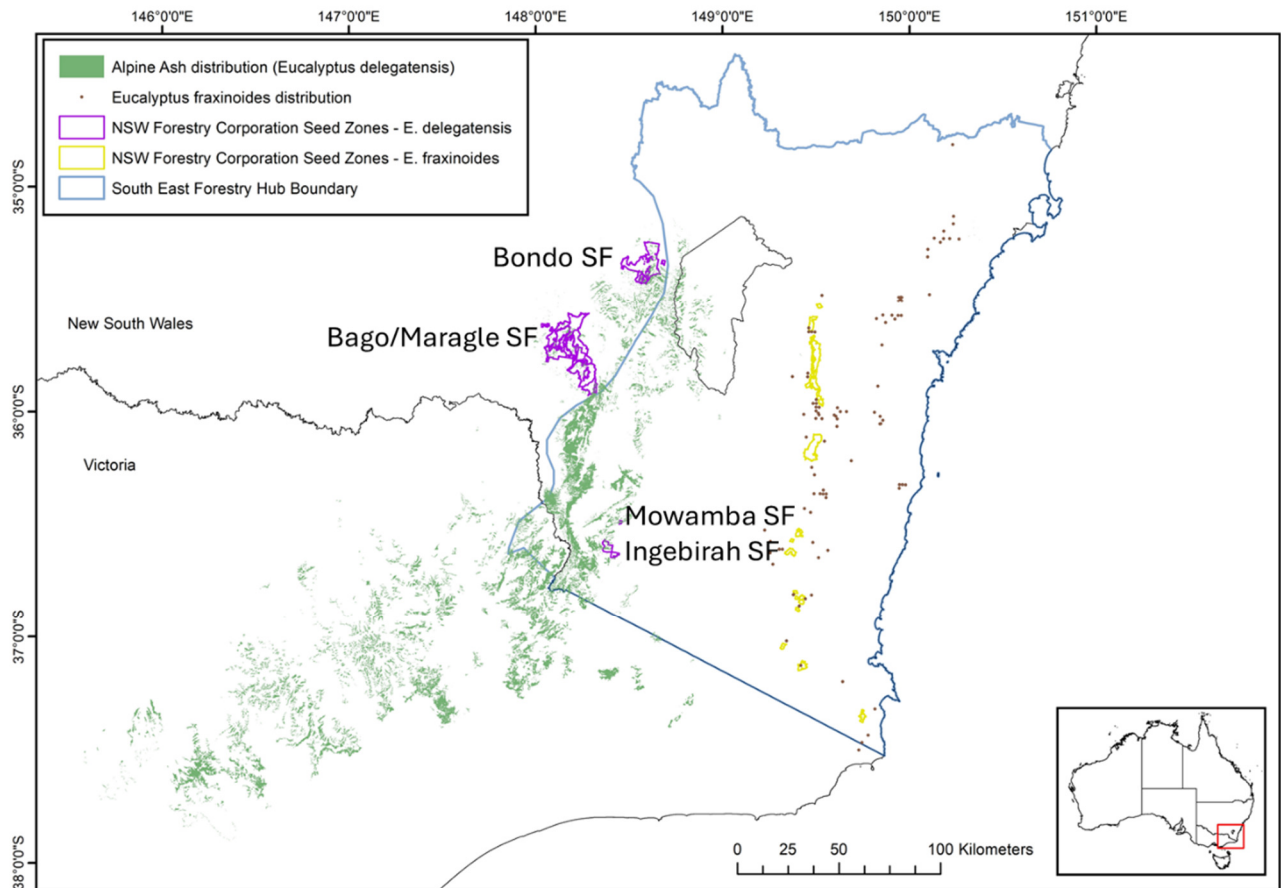 146°0'0"E 147°0'0"E 148°0'0"E 149°0'0"E 150°0'0"E 151°0'0"E
Alpine Ash distribution (Eucalyptus delegatensis)
Eucalyptus fraxinoides distribution
NSW Forestry Corporation Seed Zones - E. delegatensis
NSW Forestry Corporation Seed Zones - E. fraxinoides
South East Forestry Hub Boundary
35°0'0"S
Bondo SF
New South Wales
Bago/Maragle SF
36°0'0"S
Victoria
Mowamba SF
Ingebirah SF
37°0'0"S
38°0'0"S
0 25 50 100 Kilometers